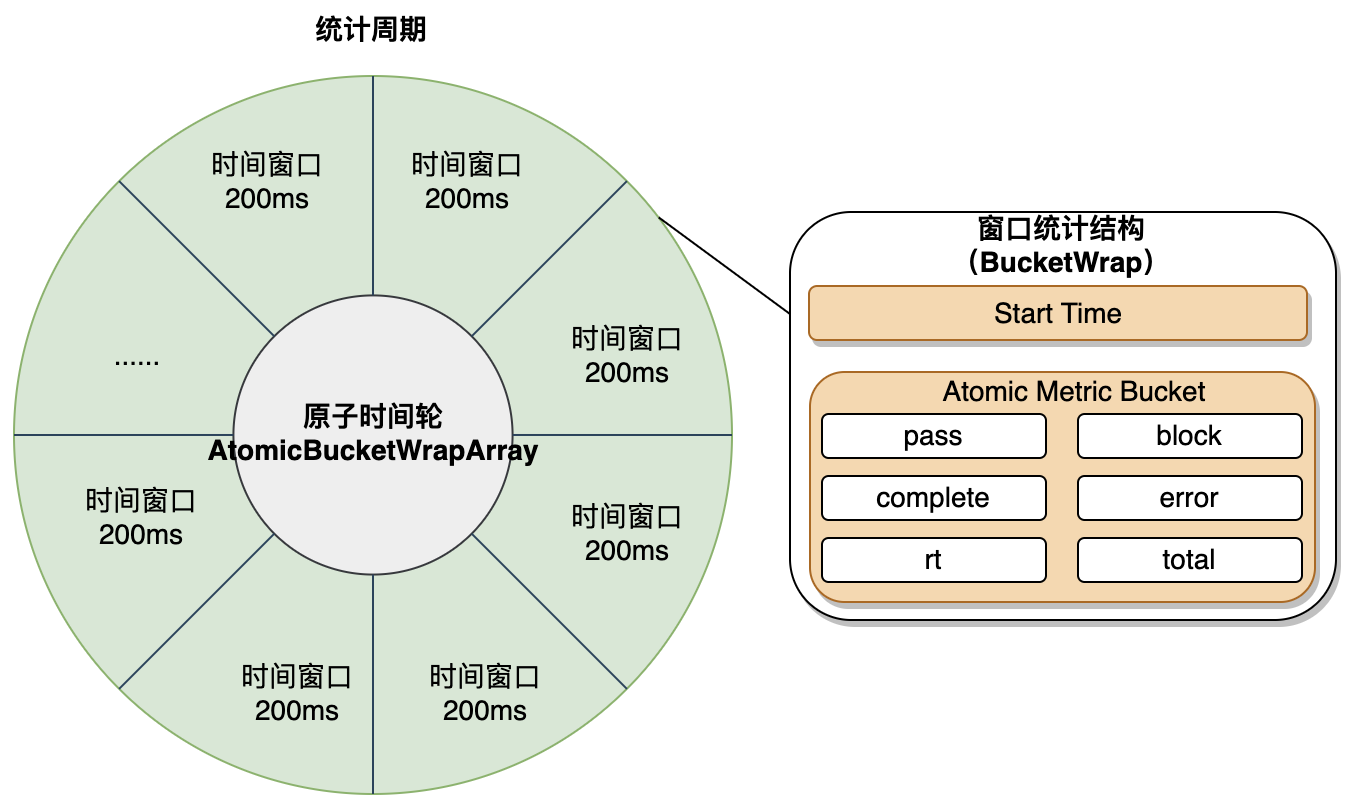 统计周期
时间窗口
200ms
时间窗口
200ms
时间窗口
200ms
时间窗口
200ms
时间窗口
200ms
时间窗口
200ms
时间窗口
200ms
......
原子时间轮
AtomicBucketWrapArray
窗口统计结构
（BucketWrap）
Start Time
Atomic Metric Bucket
pass
block
complete
error
rt
total